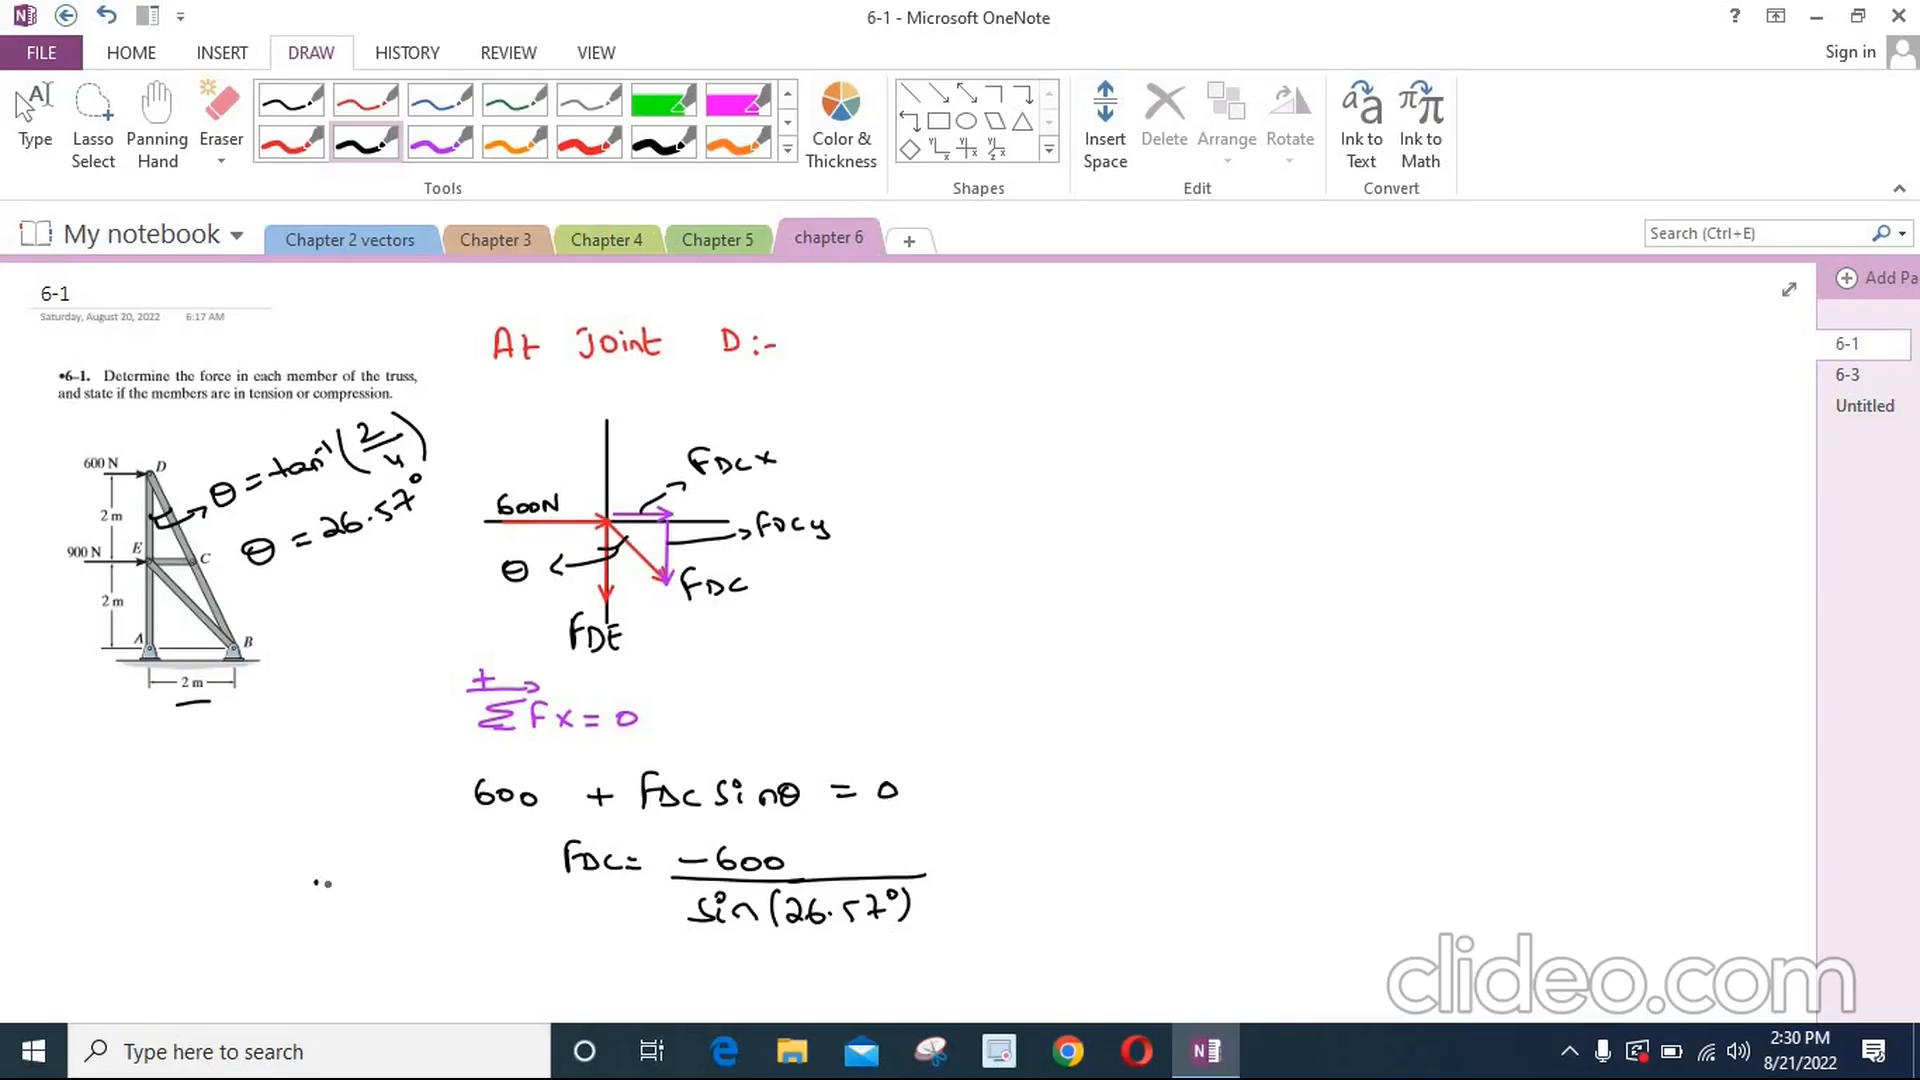 6-1 - Microsoft OneNote
FILE HOME INSERT DRAW HISTORY REVIEW VIEW
Sign in
Type
Lasso Select
Panning Hand
Eraser
Color & Thickness
Insert Space
Delete
Arrange
Rotate
Ink to Text
Ink to Math
Tools
Shapes
Edit
Convert
My notebook
Chapter 2 vectors
Chapter 3
Chapter 4
Chapter 5
chapter 6
Search (Ctrl+E)
Add Pa
6-1
6-3
Untitled
6-1
Saturday, August 20, 2022 6:17 AM
•6–1. Determine the force in each member of the truss,
and state if the members are in tension or compression.
600 N
D
2 m
900 N
E
C
2 m
A
B
2 m
θ = tan⁻¹(2/4)
θ = 26.57°
At Joint D:-
600N
FDCx
FDCy
θ
FDC
FDE
+
ΣFx = 0
600 + FDC sinθ = 0
FDC = -600
sin(26.57°)
clideo.com
Type here to search
2:30 PM
8/21/2022